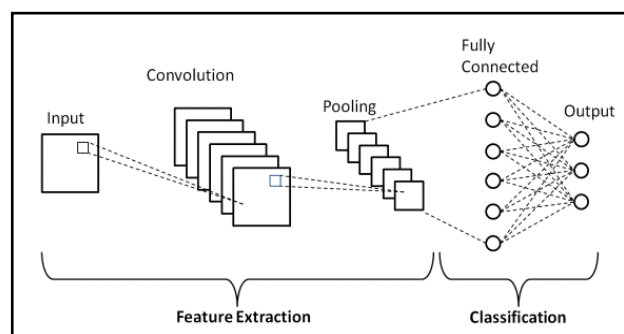 Input
Convolution
Pooling
Fully
Connected
Output
Feature Extraction
Classification